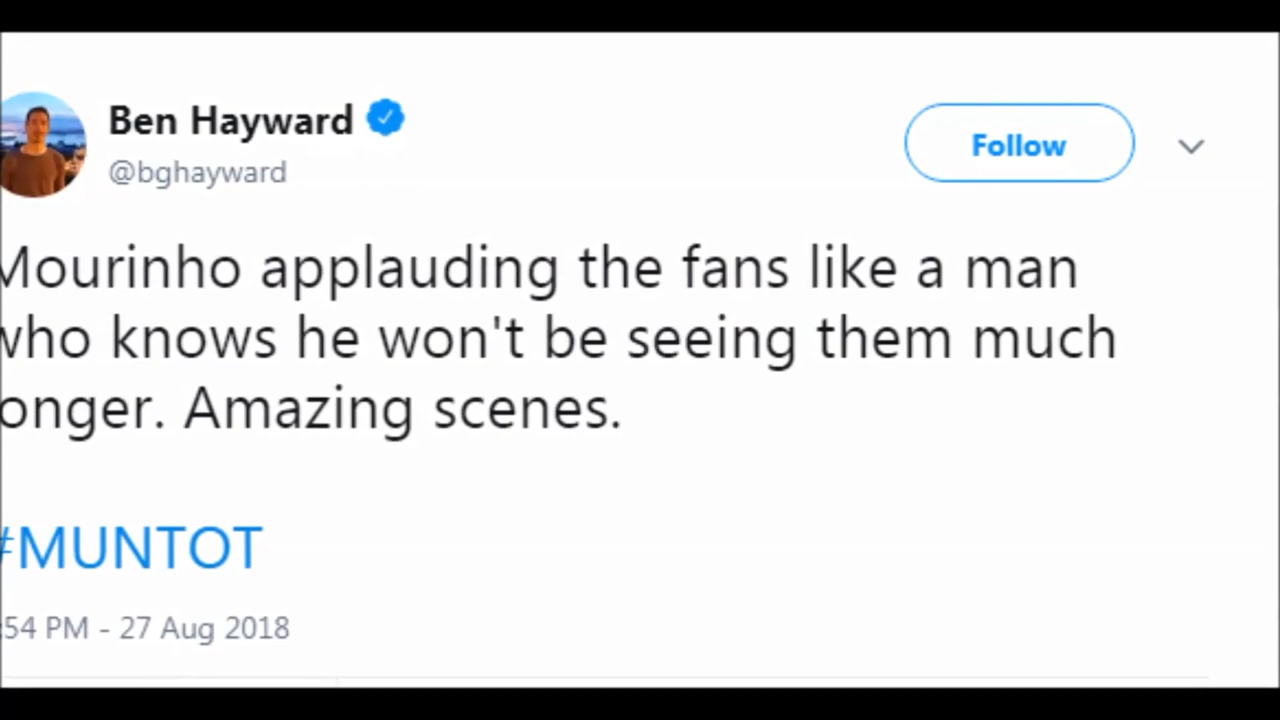 Ben Hayward
@bghayward
Follow
Mourinho applauding the fans like a man
who knows he won't be seeing them much
onger. Amazing scenes.
#MUNTOT
:54 PM - 27 Aug 2018